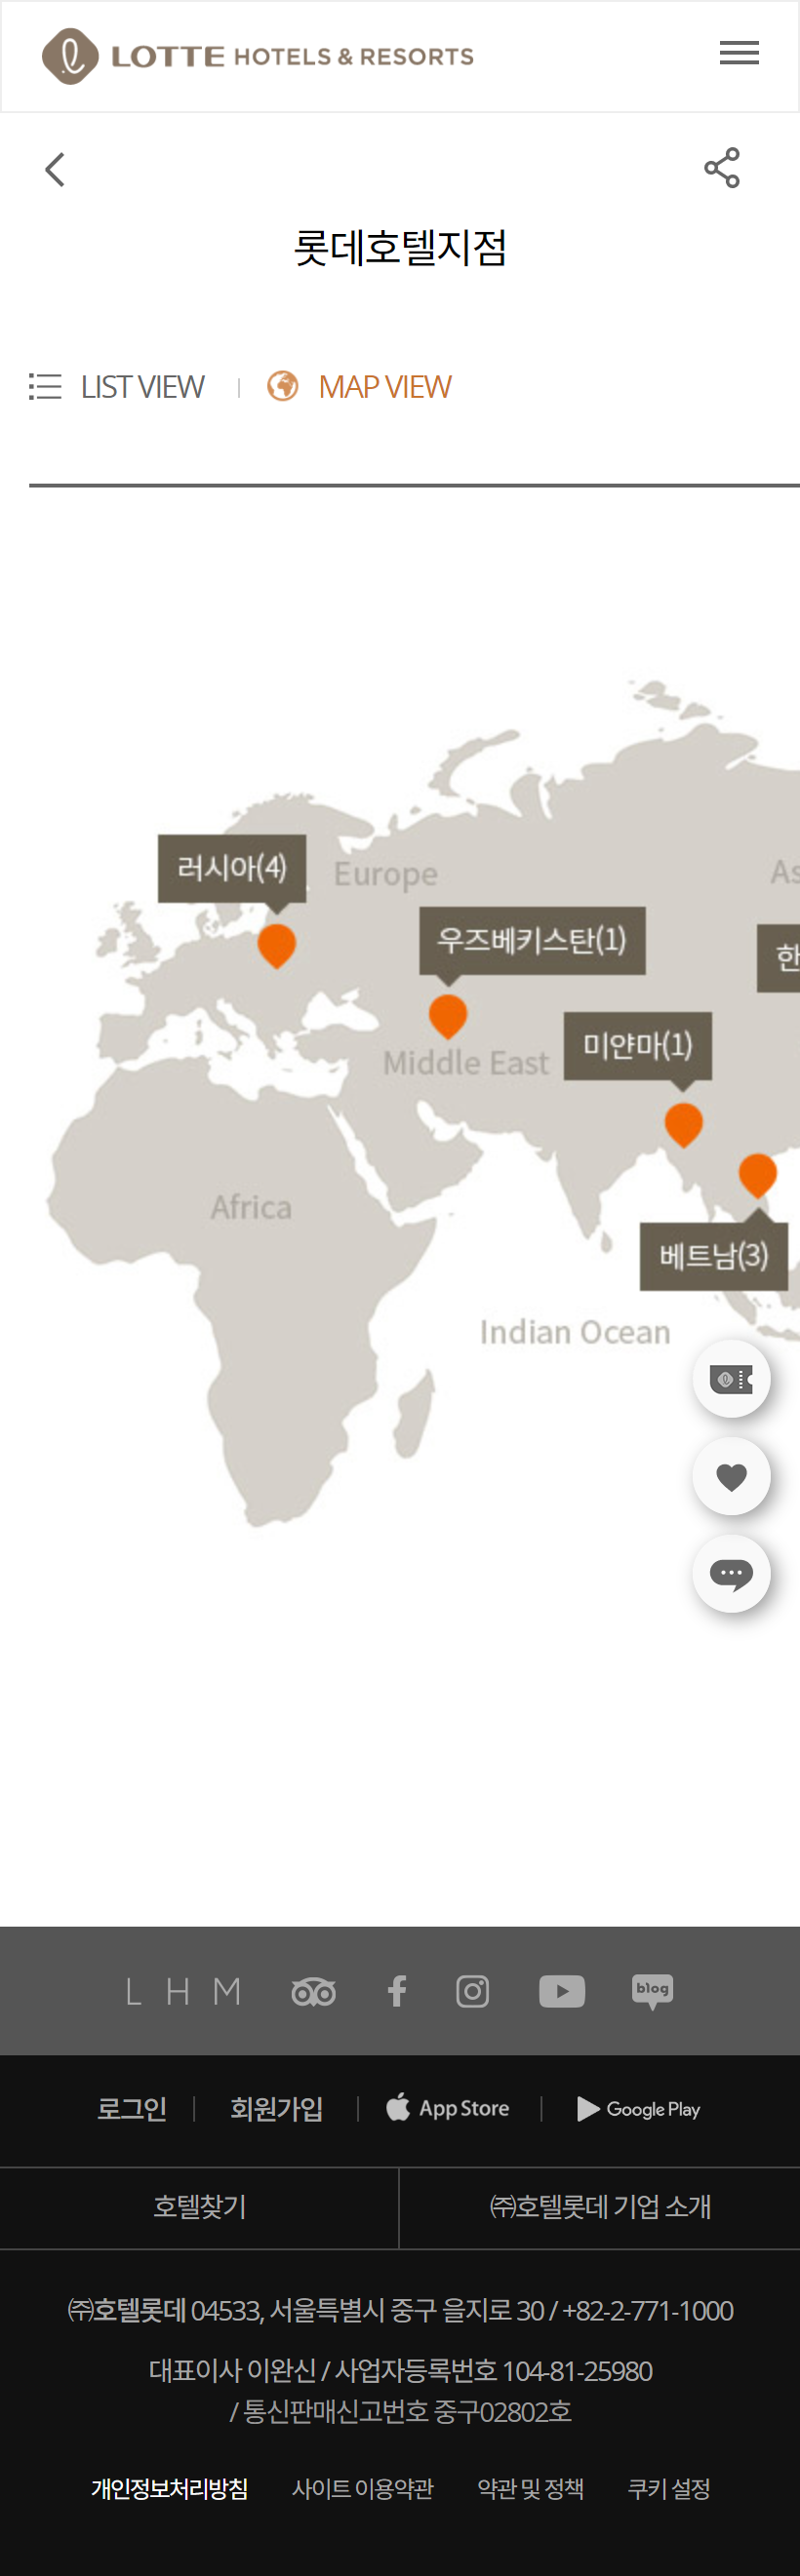 LOTTE HOTELS & RESORTS
롯데호텔지점
LIST VIEW
MAP VIEW
러시아(4)
Europe
As
우즈베키스탄(1)
한
미얀마(1)
Middle East
Africa
베트남(3)
Indian Ocean
L H M
blog
로그인
회원가입
App Store
Google Play
호텔찾기
㈜호텔롯데 기업 소개
㈜호텔롯데 04533, 서울특별시 중구 을지로 30 / +82-2-771-1000
대표이사 이완신 / 사업자등록번호 104-81-25980
/ 통신판매신고번호 중구02802호
개인정보처리방침
사이트 이용약관
약관 및 정책
쿠키 설정